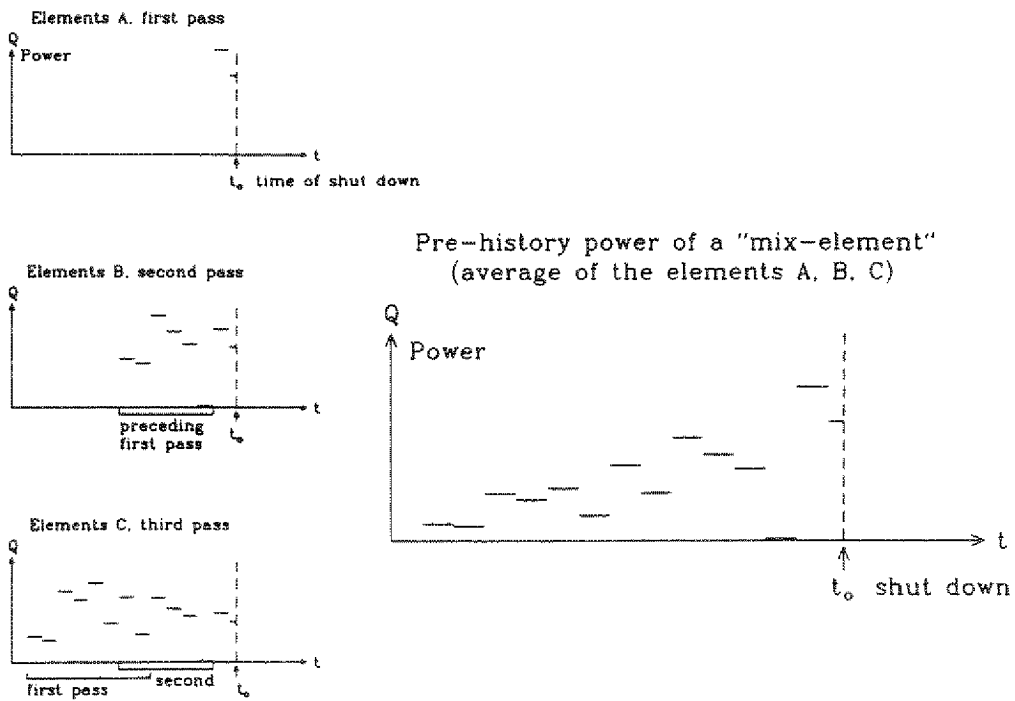 Elements A, first pass
Q
Power
t
t₀ time of shut down
Elements B, second pass
Q
t
preceding
first pass
t₀
Elements C, third pass
Q
t
first pass
second
t₀
Pre-history power of a "mix-element"
(average of the elements A, B, C)
Q
Power
t
t₀ shut down